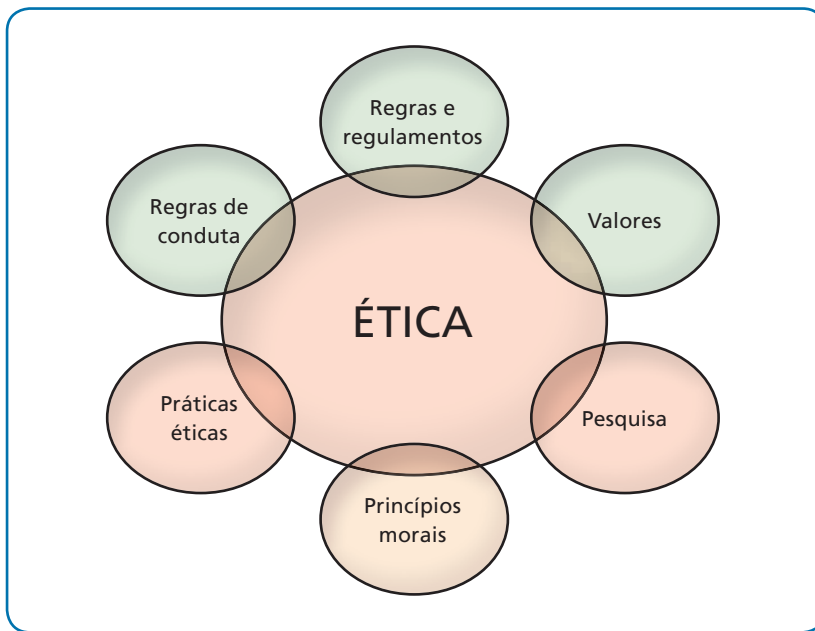 Regras e
regulamentos
Regras de
conduta
Valores
ÉTICA
Práticas
éticas
Pesquisa
Princípios
morais